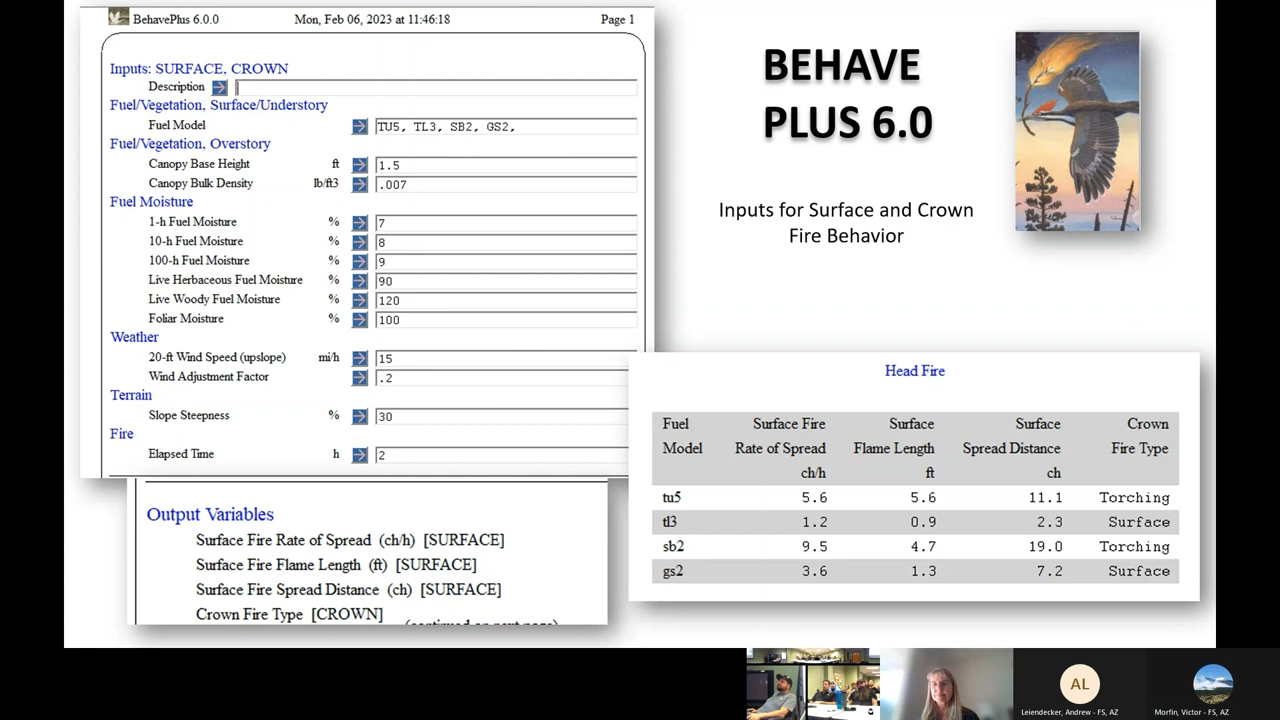 BehavePlus 6.0.0 Mon, Feb 06, 2023 at 11:46:18 Page 1
Inputs: SURFACE, CROWN
Description
Fuel/Vegetation, Surface/Understory
Fuel Model TU5, TL3, SB2, GS2,
Fuel/Vegetation, Overstory
Canopy Base Height ft 1.5
Canopy Bulk Density lb/ft3 .007
Fuel Moisture
1-h Fuel Moisture % 7
10-h Fuel Moisture % 8
100-h Fuel Moisture % 9
Live Herbaceous Fuel Moisture % 90
Live Woody Fuel Moisture % 120
Foliar Moisture % 100
Weather
20-ft Wind Speed (upslope) mi/h 15
Wind Adjustment Factor .2
Terrain
Slope Steepness % 30
Fire
Elapsed Time h 2
Output Variables
Surface Fire Rate of Spread (ch/h) [SURFACE]
Surface Fire Flame Length (ft) [SURFACE]
Surface Fire Spread Distance (ch) [SURFACE]
Crown Fire Type [CROWN]
(continued on next page)
BEHAVE
PLUS 6.0
Inputs for Surface and Crown
Fire Behavior
Head Fire
Fuel Surface Fire Surface Surface Crown
Model Rate of Spread Flame Length Spread Distance Fire Type
ch/h ft ch
tu5 5.6 5.6 11.1 Torching
tl3 1.2 0.9 2.3 Surface
sb2 9.5 4.7 19.0 Torching
gs2 3.6 1.3 7.2 Surface
AL
Leiendecker, Andrew - FS, AZ
Morfin, Victor - FS, AZ